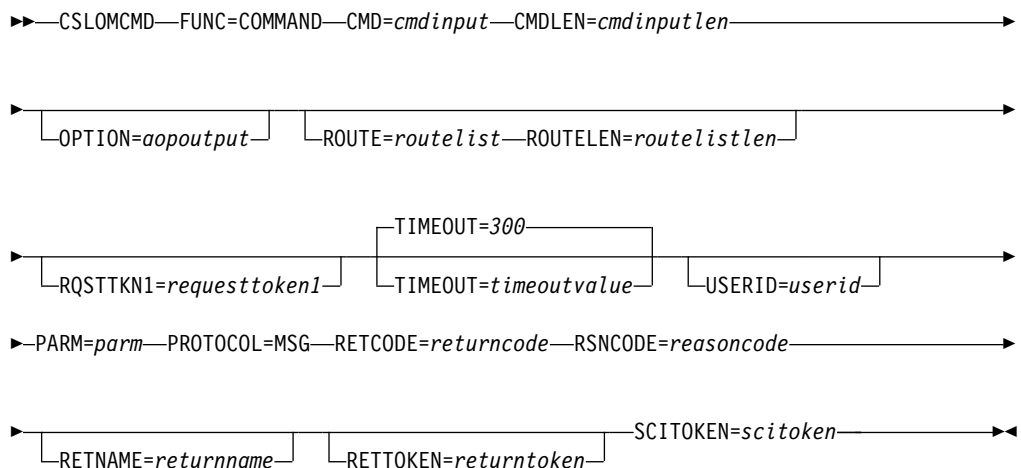 CSLOMCMD FUNC=COMMAND CMD=cmdinput CMDLEN=cmdinputlen
OPTION=aopoutput ROUTE=routelist ROUTELEN=routelistlen
TIMEOUT=300
RQSTTKN1=requesttoken1 TIMEOUT=timeoutvalue USERID=userid
PARM=parm PROTOCOL=MSG RETCODE=returncode RSNCODE=reasoncode
SCITOKEN=scitoken
RETNAME=returnname RETTOKEN=returntoken